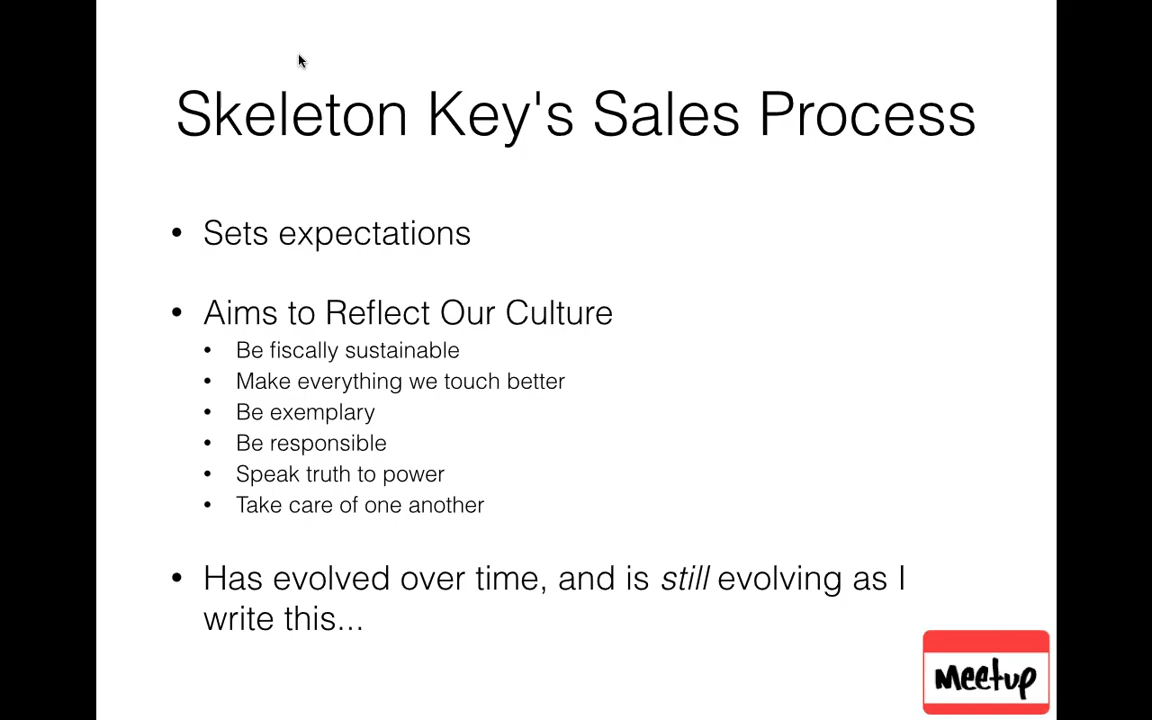 Skeleton Key's Sales Process
• Sets expectations
• Aims to Reflect Our Culture
• Be fiscally sustainable
• Make everything we touch better
• Be exemplary
• Be responsible
• Speak truth to power
• Take care of one another
• Has evolved over time, and is still evolving as I
write this...
Meetup